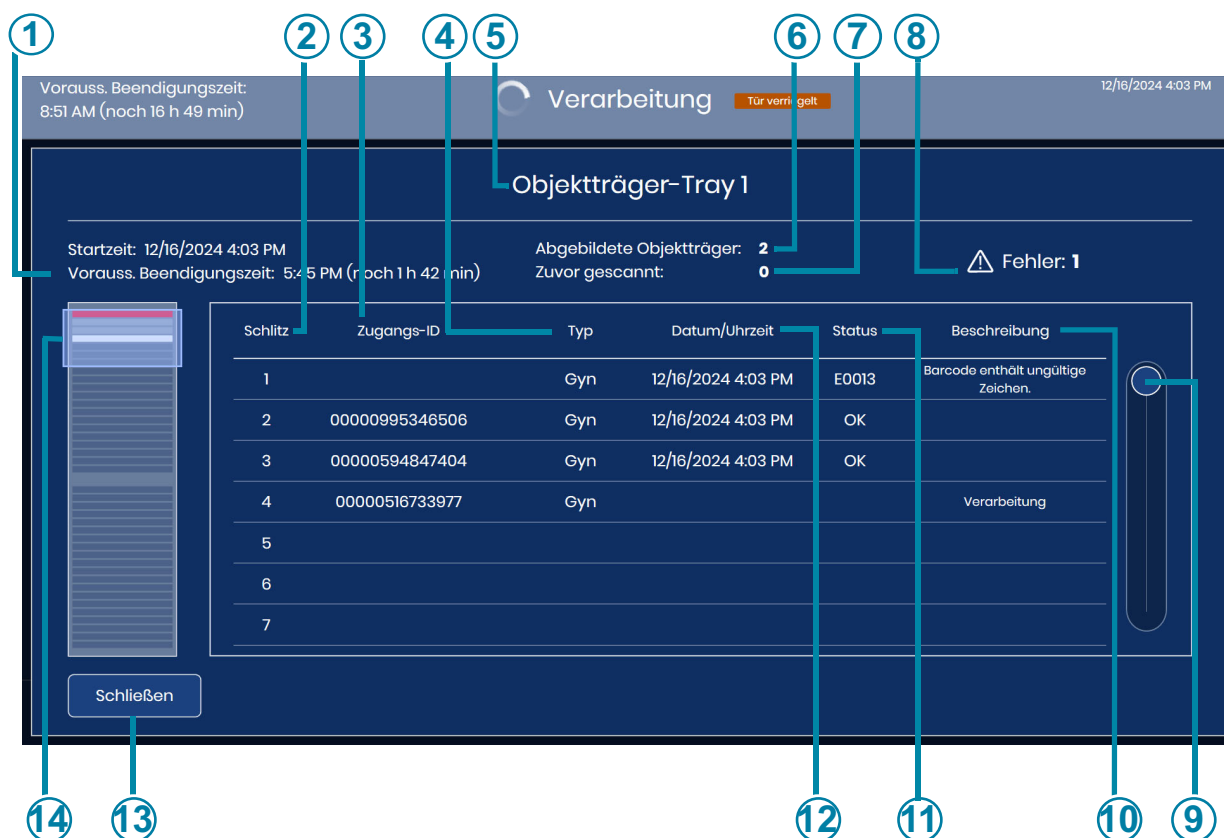 1 2 3 4 5 6 7 8
Vorauss. Beendigungszeit:
8:51 AM (noch 16 h 49 min)
Verarbeitung Tür verriegelt
12/16/2024 4:03 PM
Objektträger-Tray 1
Startzeit: 12/16/2024 4:03 PM
Vorauss. Beendigungszeit: 5:45 PM (noch 1 h 42 min)
Abgebildete Objektträger: 2
Zuvor gescannt: 0
Fehler: 1
Schlitz Zugangs-ID Typ Datum/Uhrzeit Status Beschreibung
1 Gyn 12/16/2024 4:03 PM E0013 Barcode enthält ungültige
Zeichen.
2 00000995346506 Gyn 12/16/2024 4:03 PM OK
3 00000594847404 Gyn 12/16/2024 4:03 PM OK
4 00000516733977 Gyn Verarbeitung
5
6
7
Schließen
14 13 12 11 10 9